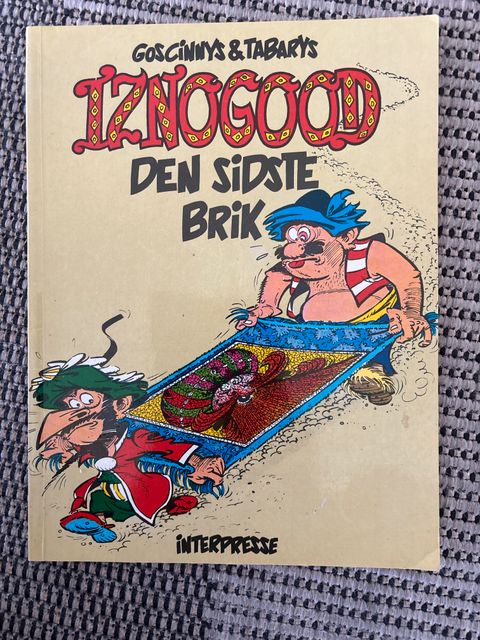 GOSCINNYS & TABARYS
IZNOGOOD
DEN SIDSTE
BRIK
INTERPRESSE